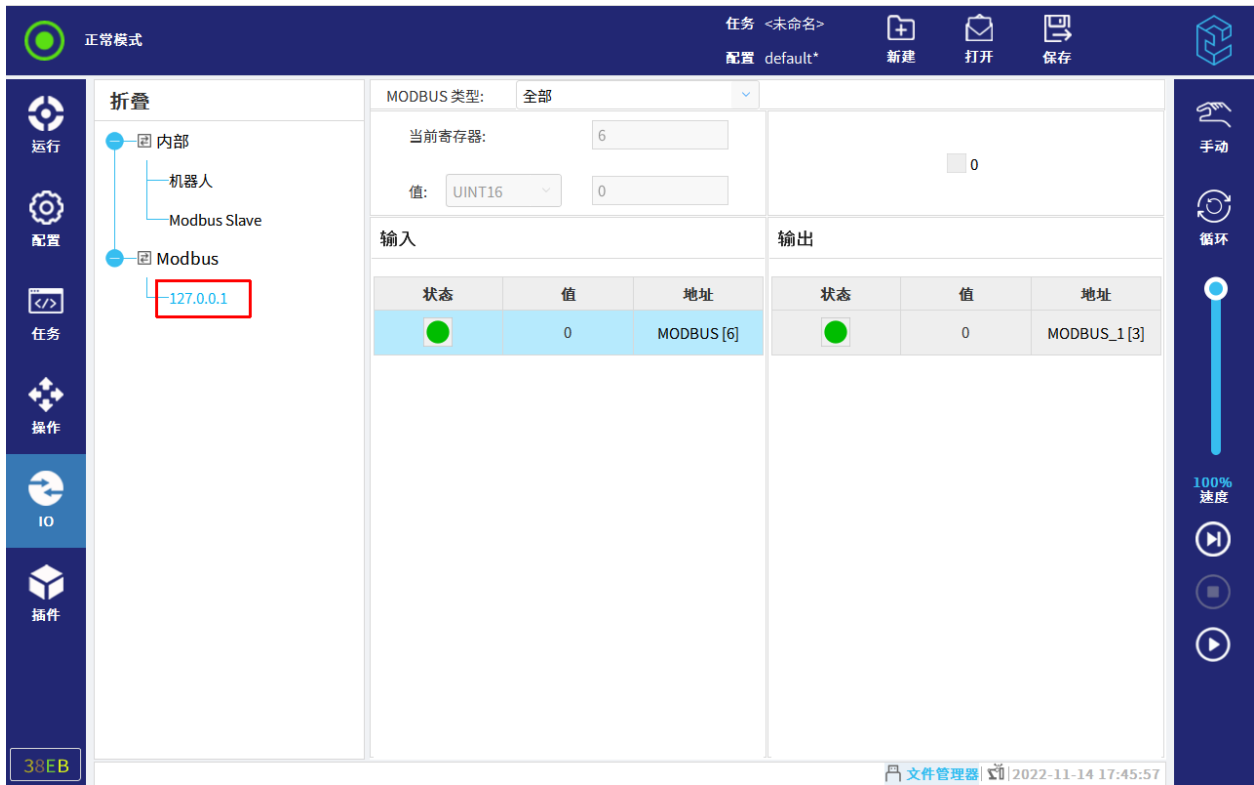 正常模式
任务 <未命名>
配置 default*
新建
打开
保存
运行
配置
任务
操作
IO
插件
38EB
折叠
内部
机器人
Modbus Slave
Modbus
127.0.0.1
MODBUS 类型: 全部
当前寄存器: 6
值: UINT16 0
0
输入
状态 值 地址
0 MODBUS [6]
输出
状态 值 地址
0 MODBUS_1 [3]
手动
循环
100%
速度
文件管理器 2022-11-14 17:45:57